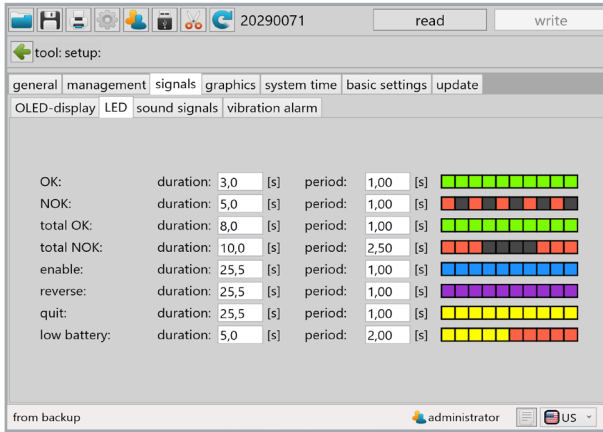 20290071 read write
tool: setup:
general management signals graphics system time basic settings update
OLED-display LED sound signals vibration alarm
OK: duration: 3,0 [s] period: 1,00 [s]
NOK: duration: 5,0 [s] period: 1,00 [s]
total OK: duration: 8,0 [s] period: 1,00 [s]
total NOK: duration: 10,0 [s] period: 2,50 [s]
enable: duration: 25,5 [s] period: 1,00 [s]
reverse: duration: 25,5 [s] period: 1,00 [s]
quit: duration: 25,5 [s] period: 1,00 [s]
low battery: duration: 5,0 [s] period: 2,00 [s]
from backup administrator US